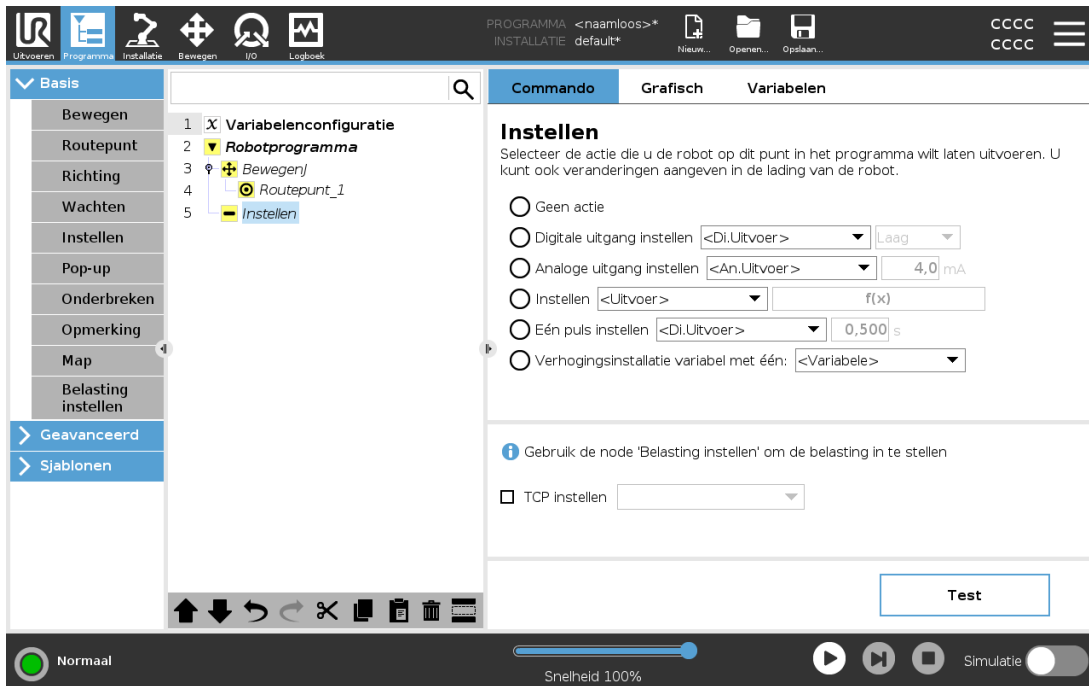 PROGRAMMA <naamloos>*
INSTALLATIE default*
Uitvoeren Programma Installatie Bewegen I/O Logboek
Nieuw... Openen... Opslaan...
CCCC
CCCC
Basis
Bewegen
Routepunt
Richting
Wachten
Instellen
Pop-up
Onderbreken
Opmerking
Map
Belasting
instellen
Geavanceerd
Sjablonen
1 X Variabelenconfiguratie
2 Robotprogramma
3 BewegenJ
4 Routepunt_1
5 Instellen
Commando Grafisch Variabelen
Instellen
Selecteer de actie die u de robot op dit punt in het programma wilt laten uitvoeren. U
kunt ook veranderingen aangeven in de lading van de robot.
Geen actie
Digitale uitgang instellen <Di.Uitvoer> Laag
Analoge uitgang instellen <An.Uitvoer> 4,0 mA
Instellen <Uitvoer> f(x)
Eén puls instellen <Di.Uitvoer> 0,500 s
Verhogingsinstallatie variabel met één: <Variabele>
Gebruik de node 'Belasting instellen' om de belasting in te stellen
TCP instellen
Test
Normaal
Snelheid 100%
Simulatie